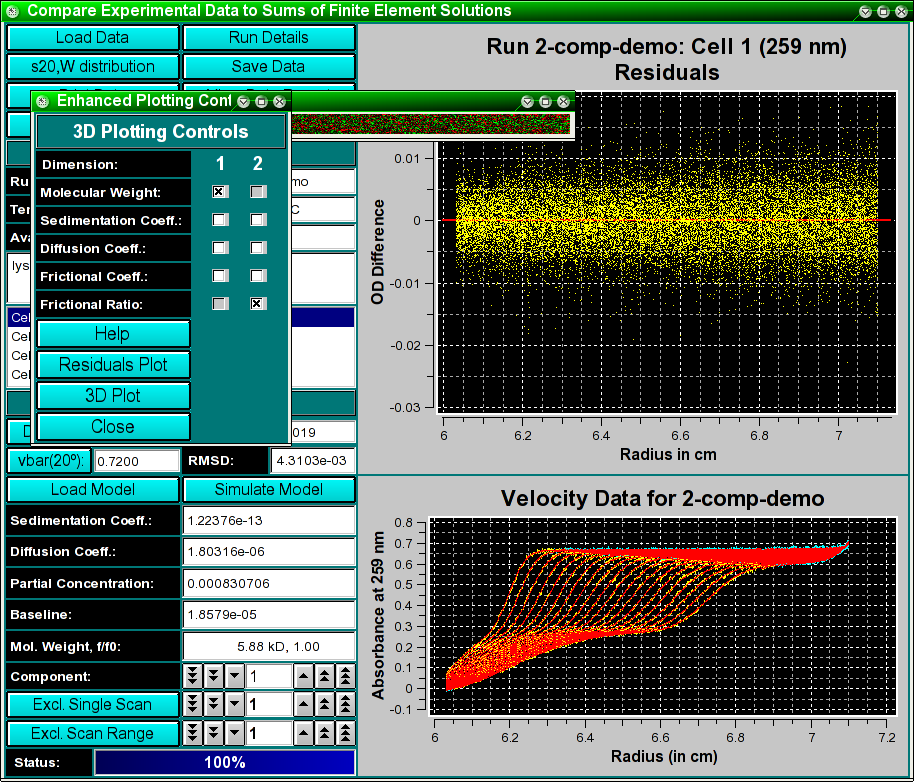 Compare Experimental Data to Sums of Finite Element Solutions
Load Data
Run Details
s20,W distribution
Save Data
Enhanced Plotting Cont
3D Plotting Controls
Dimension: 1 2
Molecular Weight:
Sedimentation Coeff.:
Diffusion Coeff.:
Frictional Coeff.:
Frictional Ratio:
Help
Residuals Plot
3D Plot
Close
Ru
mo
Ter
C
Ava
lys
Cel
Cel
Cel
Cel
D
019
vbar(20º):
0.7200
RMSD:
4.3103e-03
Load Model
Simulate Model
Sedimentation Coeff.:
1.22376e-13
Diffusion Coeff.:
1.80316e-06
Partial Concentration:
0.000830706
Baseline:
1.8579e-05
Mol. Weight, f/f0:
5.88 kD, 1.00
Component:
1
Excl. Single Scan
1
Excl. Scan Range
1
Status:
100%
Run 2-comp-demo: Cell 1 (259 nm)
Residuals
OD Difference
0.01
0
-0.01
-0.02
-0.03
6 6.2 6.4 6.6 6.8 7
Radius in cm
Velocity Data for 2-comp-demo
Absorbance at 259 nm
0.8
0.7
0.6
0.5
0.4
0.3
0.2
0.1
0
-0.1
6 6.2 6.4 6.6 6.8 7 7.2
Radius (in cm)